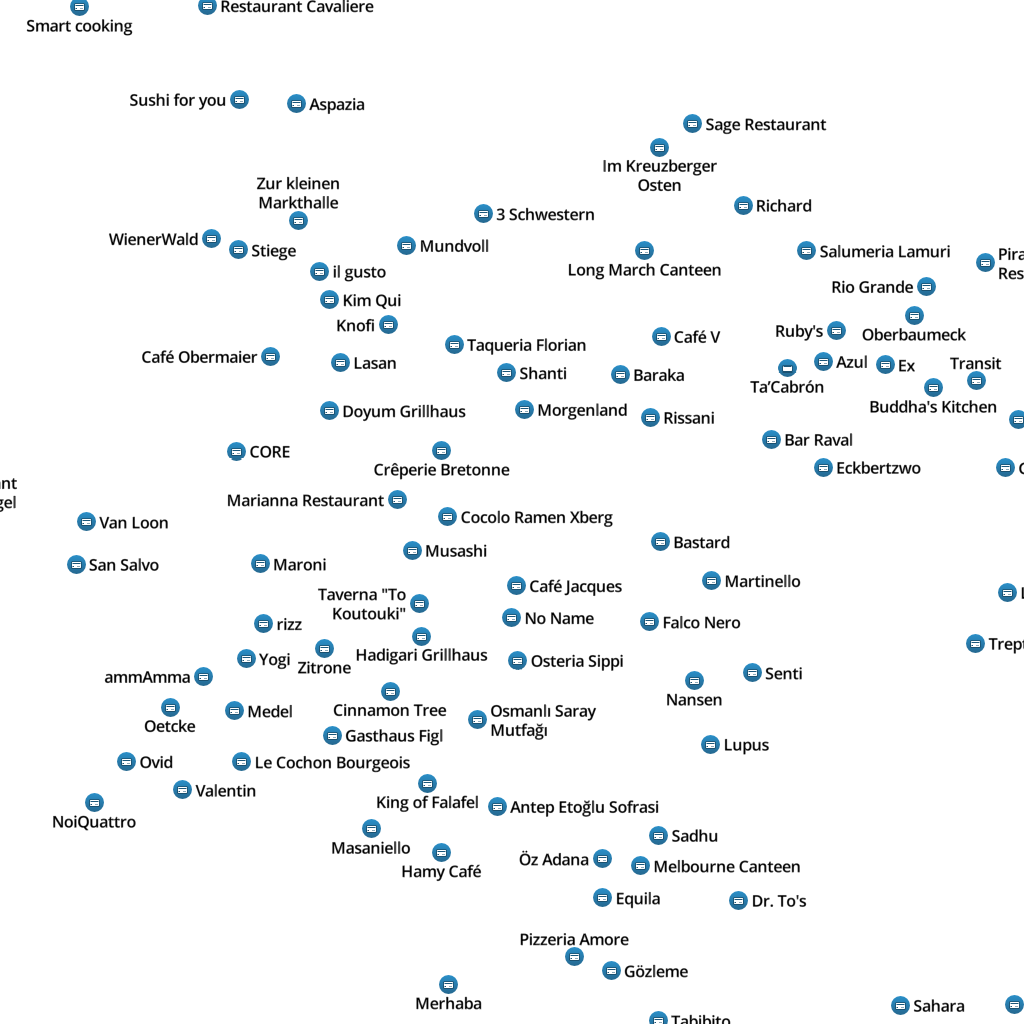 Restaurant Cavaliere
Smart cooking
Sushi for you
Aspazia
Sage Restaurant
Im Kreuzberger
Osten
Zur kleinen
Markthalle
Richard
3 Schwestern
WienerWald
Stiege
Mundvoll
Salumeria Lamuri
Pira
Res
Long March Canteen
il gusto
Rio Grande
Kim Qui
Knofi
Ruby's
Oberbaumeck
Café V
Taqueria Florian
Café Obermaier
Lasan
Azul
Ex
Transit
Shanti
Baraka
Ta’Cabrón
Buddha's Kitchen
Doyum Grillhaus
Morgenland
Rissani
Bar Raval
CORE
Crêperie Bretonne
Eckbertzwo
C
nt
gel
Marianna Restaurant
Cocolo Ramen Xberg
Van Loon
Bastard
Musashi
San Salvo
Maroni
Martinello
Café Jacques
Taverna "To
Koutouki"
L
No Name
Falco Nero
rizz
Trept
Hadigari Grillhaus
Yogi
Zitrone
Osteria Sippi
ammAmma
Senti
Nansen
Oetcke
Medel
Cinnamon Tree
Osmanlı Saray
Mutfağı
Gasthaus Figl
Lupus
Ovid
Le Cochon Bourgeois
Valentin
King of Falafel
Antep Etoğlu Sofrasi
NoiQuattro
Masaniello
Sadhu
Hamy Café
Öz Adana
Melbourne Canteen
Equila
Dr. To's
Pizzeria Amore
Gözleme
Merhaba
Sahara
Tabibito